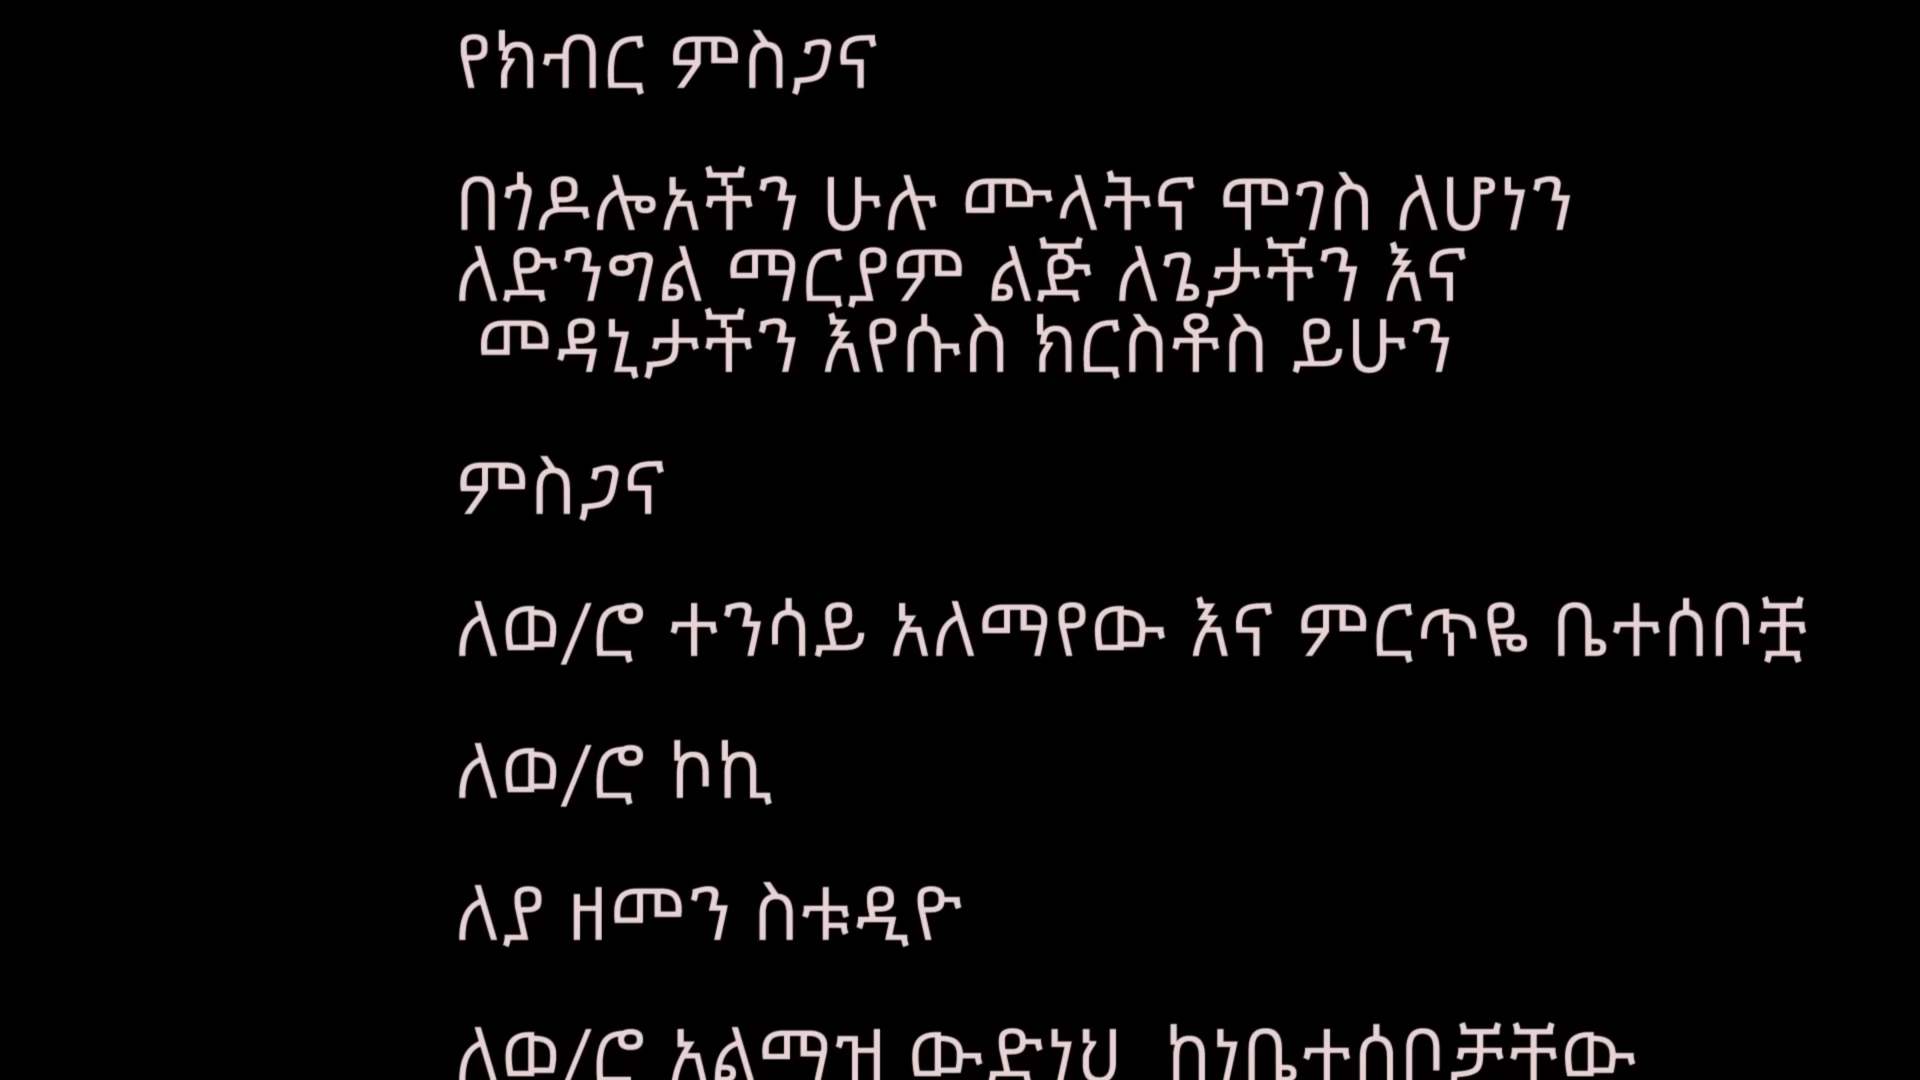 የክብር ምስጋና
በጎዶሎአችን ሁሉ ሙላትና ሞገስ ለሆነን
ለድንግል ማርያም ልጅ ለጌታችን እና
መዳኒታችን እየሱስ ክርስቶስ ይሁን
ምስጋና
ለወ/ሮ ተንሳይ አለማየው እና ምርጥዬ ቤተሰቦቿ
ለወ/ሮ ኮኪ
ለያ ዘመን ስቱዲዮ
ለወ/ሮ አልማዝ ውድነህ ከነቤተሰቦቻቸው